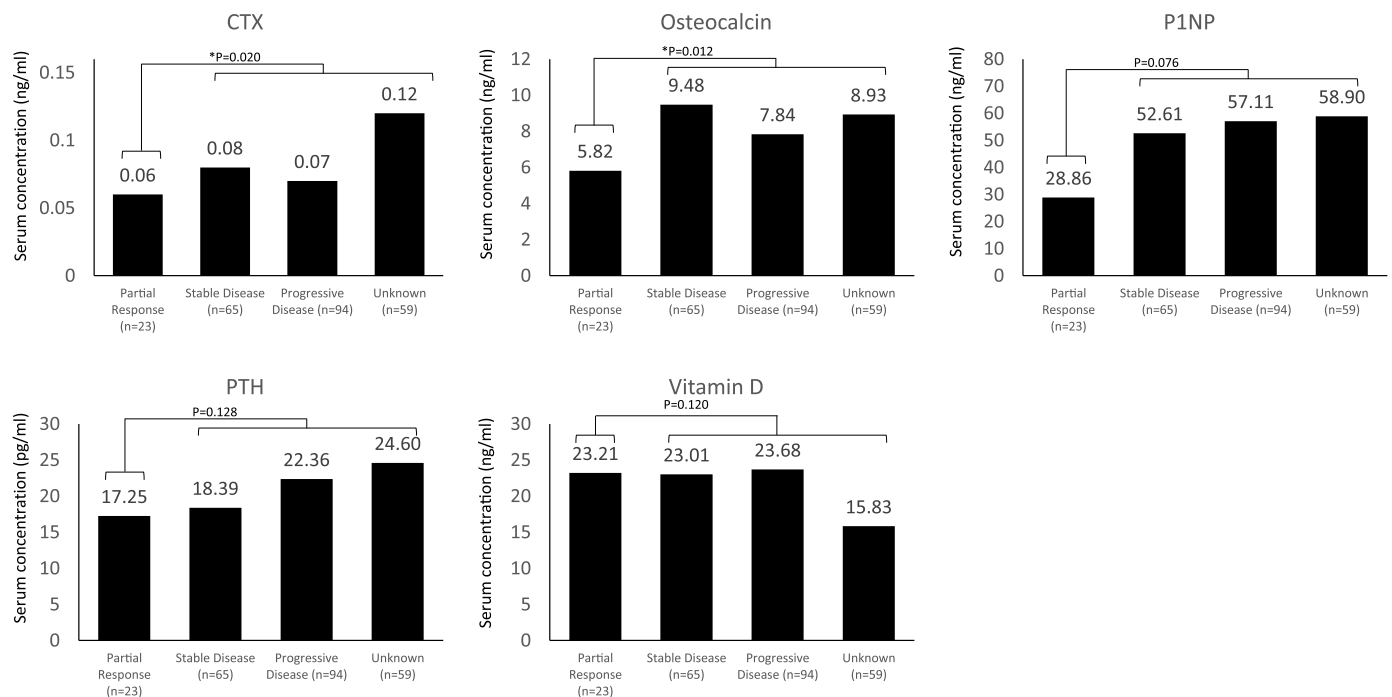 CTX
Serum concentration (ng/ml)
*P=0.020
0.15
0.1
0.05
0
0.06
0.08
0.07
0.12
Partial
Response
(n=23)
Stable Disease
(n=65)
Progressive
Disease (n=94)
Unknown
(n=59)
Osteocalcin
Serum concentration (ng/ml)
*P=0.012
12
10
8
6
4
2
0
5.82
9.48
7.84
8.93
Partial
Response
(n=23)
Stable Disease
(n=65)
Progressive
Disease (n=94)
Unknown
(n=59)
P1NP
Serum concentration (ng/ml)
P=0.076
80
70
60
50
40
30
20
10
0
28.86
52.61
57.11
58.90
Partial
Response
(n=23)
Stable Disease
(n=65)
Progressive
Disease (n=94)
Unknown
(n=59)
PTH
Serum concentration (pg/ml)
P=0.128
30
25
20
15
10
5
0
17.25
18.39
22.36
24.60
Partial
Response
(n=23)
Stable Disease
(n=65)
Progressive
Disease (n=94)
Unknown
(n=59)
Vitamin D
Serum concentration (ng/ml)
P=0.120
30
25
20
15
10
5
0
23.21
23.01
23.68
15.83
Partial
Response
(n=23)
Stable Disease
(n=65)
Progressive
Disease (n=94)
Unknown
(n=59)